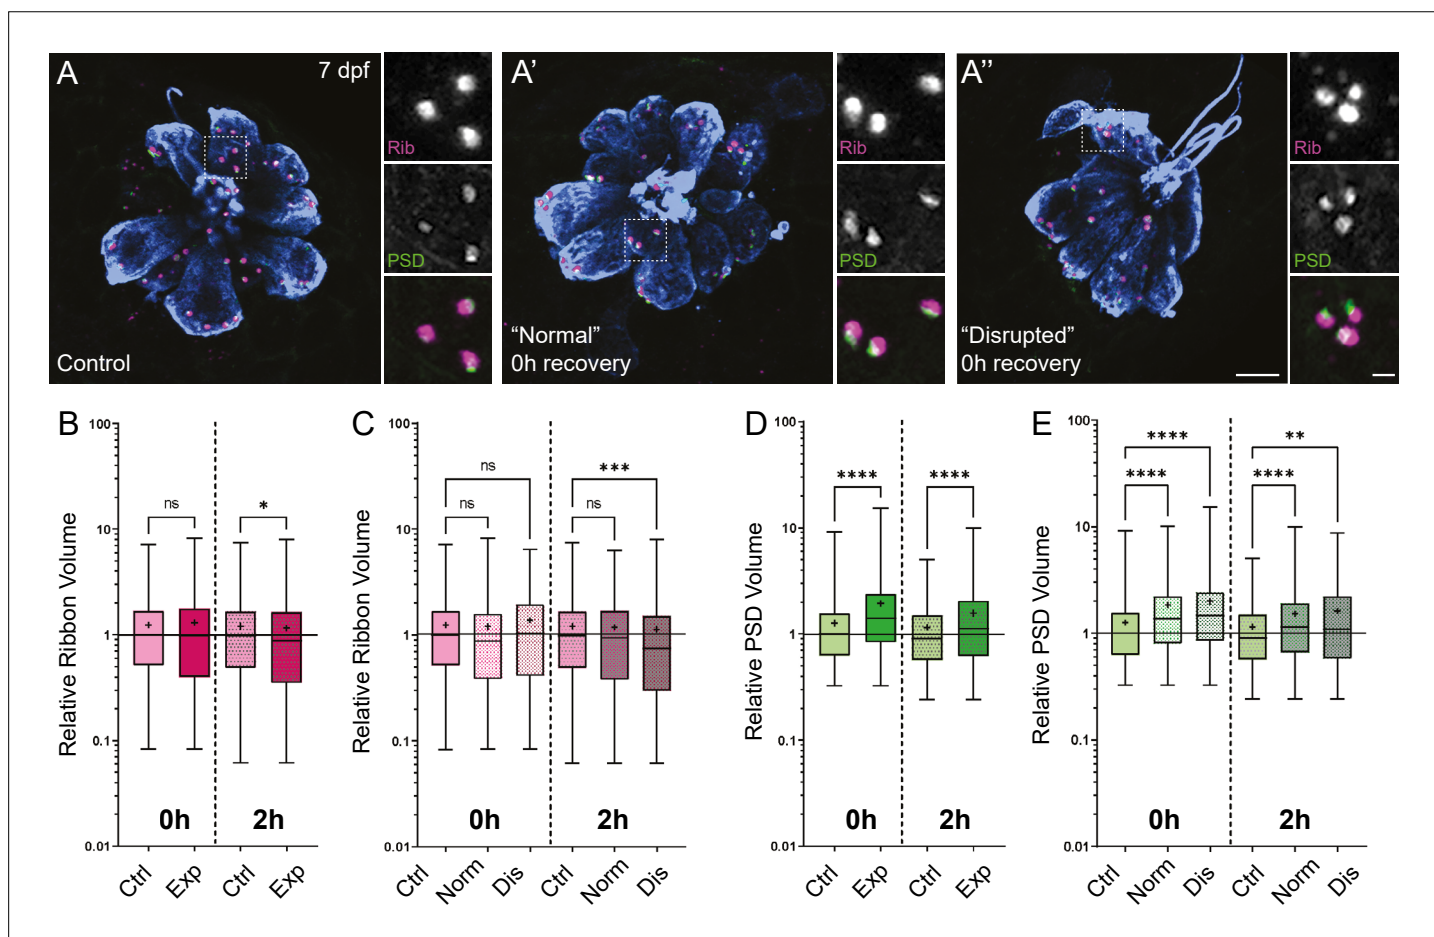 A
7 dpf
Control
Rib
PSD
A'
"Normal"
0h recovery
Rib
PSD
A''
"Disrupted"
0h recovery
Rib
PSD
B
Relative Ribbon Volume
100
10
1
0.1
0.01
ns
*
0h
2h
Ctrl
Exp
Ctrl
Exp
C
Relative Ribbon Volume
100
10
1
0.1
0.01
ns
ns
***
ns
0h
2h
Ctrl
Norm
Dis
Ctrl
Norm
Dis
D
Relative PSD Volume
100
10
1
0.1
0.01
****
****
0h
2h
Ctrl
Exp
Ctrl
Exp
E
Relative PSD Volume
100
10
1
0.1
0.01
****
****
**
****
0h
2h
Ctrl
Norm
Dis
Ctrl
Norm
Dis